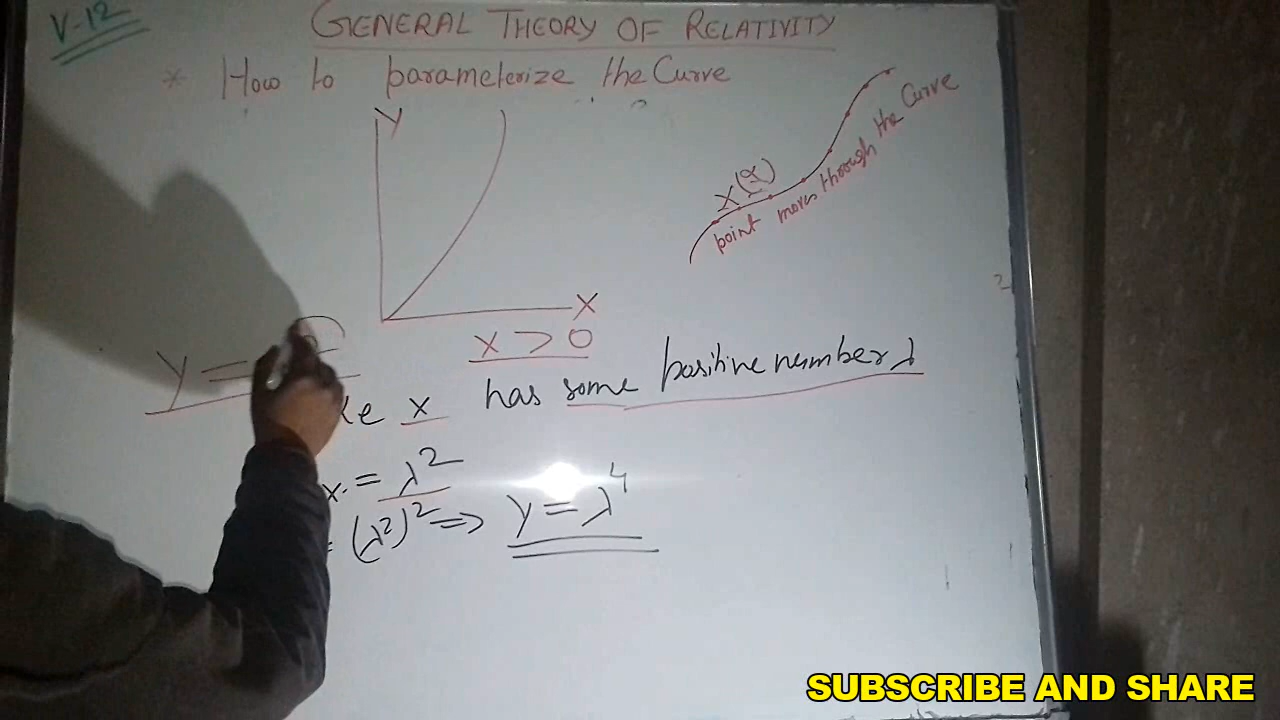 V-12
GENERAL THEORY OF RELATIVITY
* How to parameterize the Curve
Y
X
X(α)
point moves through the Curve
x > 0
Y =
x has some positive number λ
x = λ²
= (λ²)² => y = λ⁴
SUBSCRIBE AND SHARE